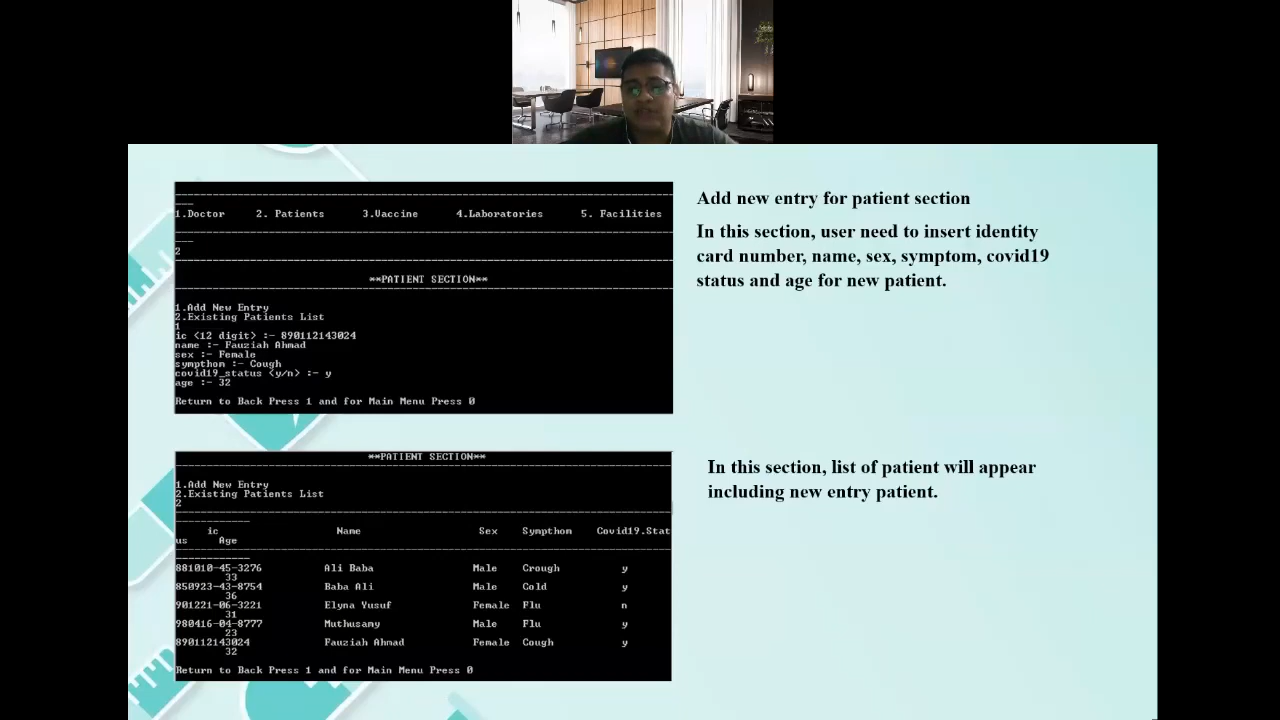 1.Doctor 2. Patients 3.Vaccine 4.Laboratories 5. Facilities
2
**PATIENT SECTION**
1.Add New Entry
2.Existing Patients List
1
ic <12 digit> :- 890112143024
name :- Fauziah Ahmad
sex :- Female
sympthom :- Cough
covid19_status <y/n> :- y
age :- 32
Return to Back Press 1 and for Main Menu Press 0
Add new entry for patient section
In this section, user need to insert identity
card number, name, sex, symptom, covid19
status and age for new patient.
**PATIENT SECTION**
1.Add New Entry
2.Existing Patients List
2
ic Name Sex Sympthom Covid19.Stat
us Age
881010-45-3276 Ali Baba Male Crough y
33
850923-43-8754 Baba Ali Male Cold y
36
901221-06-3221 Elyna Yusuf Female Flu n
31
980416-04-8777 Muthusamy Male Flu y
23
890112143024 Fauziah Ahmad Female Cough y
32
Return to Back Press 1 and for Main Menu Press 0
In this section, list of patient will appear
including new entry patient.